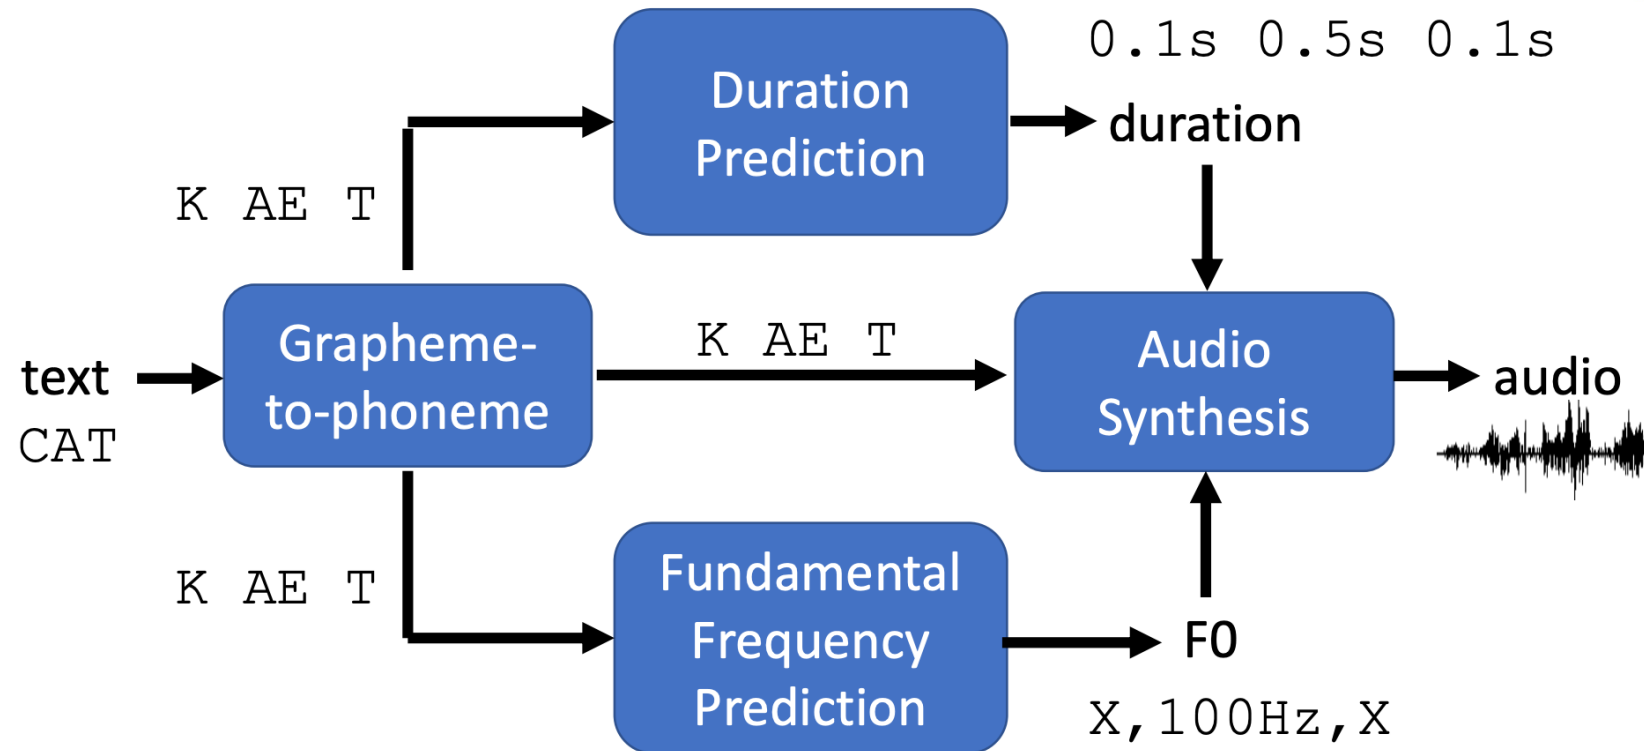 0.1s 0.5s 0.1s
Duration
Prediction
duration
K AE T
text
CAT
Grapheme-
to-phoneme
K AE T
Audio
Synthesis
audio
K AE T
Fundamental
Frequency
Prediction
F0
X,100Hz,X